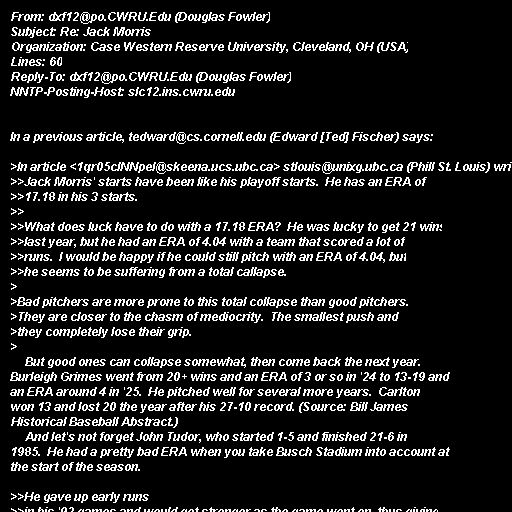 From: dxf12@po.CWRU.Edu (Douglas Fowler)
Subject: Re: Jack Morris
Organization: Case Western Reserve University, Cleveland, OH (USA)
Lines: 60
Reply-To: dxf12@po.CWRU.Edu (Douglas Fowler)
NNTP-Posting-Host: slc12.ins.cwru.edu
In a previous article, tedward@cs.cornell.edu (Edward [Ted] Fischer) says:
>In article <1qr05cINNpel@skeena.ucs.ubc.ca> stlouis@unixg.ubc.ca (Phill St. Louis) wri
>>Jack Morris' starts have been like his playoff starts.  He has an ERA of
>>17.18 in his 3 starts.
>>
>>What does luck have to do with a 17.18 ERA?  He was lucky to get 21 wins
>>last year, but he had an ERA of 4.04 with a team that scored a lot of
>>runs.  I would be happy if he could still pitch with an ERA of 4.04, but
>>he seems to be suffering from a total callapse.
>
>Bad pitchers are more prone to this total collapse than good pitchers.
>They are closer to the chasm of mediocrity.  The smallest push and
>they completely lose their grip.
>
But good ones can collapse somewhat, then come back the next year.
Burleigh Grimes went from 20+ wins and an ERA of 3 or so in '24 to 13-19 and
an ERA around 4 in '25.  He pitched well for several more years.  Carlton
won 13 and lost 20 the year after his 27-10 record. (Source: Bill James
Historical Baseball Abstract.)
And let's not forget John Tudor, who started 1-5 and finished 21-6 in
1985.  He had a pretty bad ERA when you take Busch Stadium into account at
the start of the season.
>>He gave up early runs
>>in his '92 games and would get stronger as the game went on, thus giving